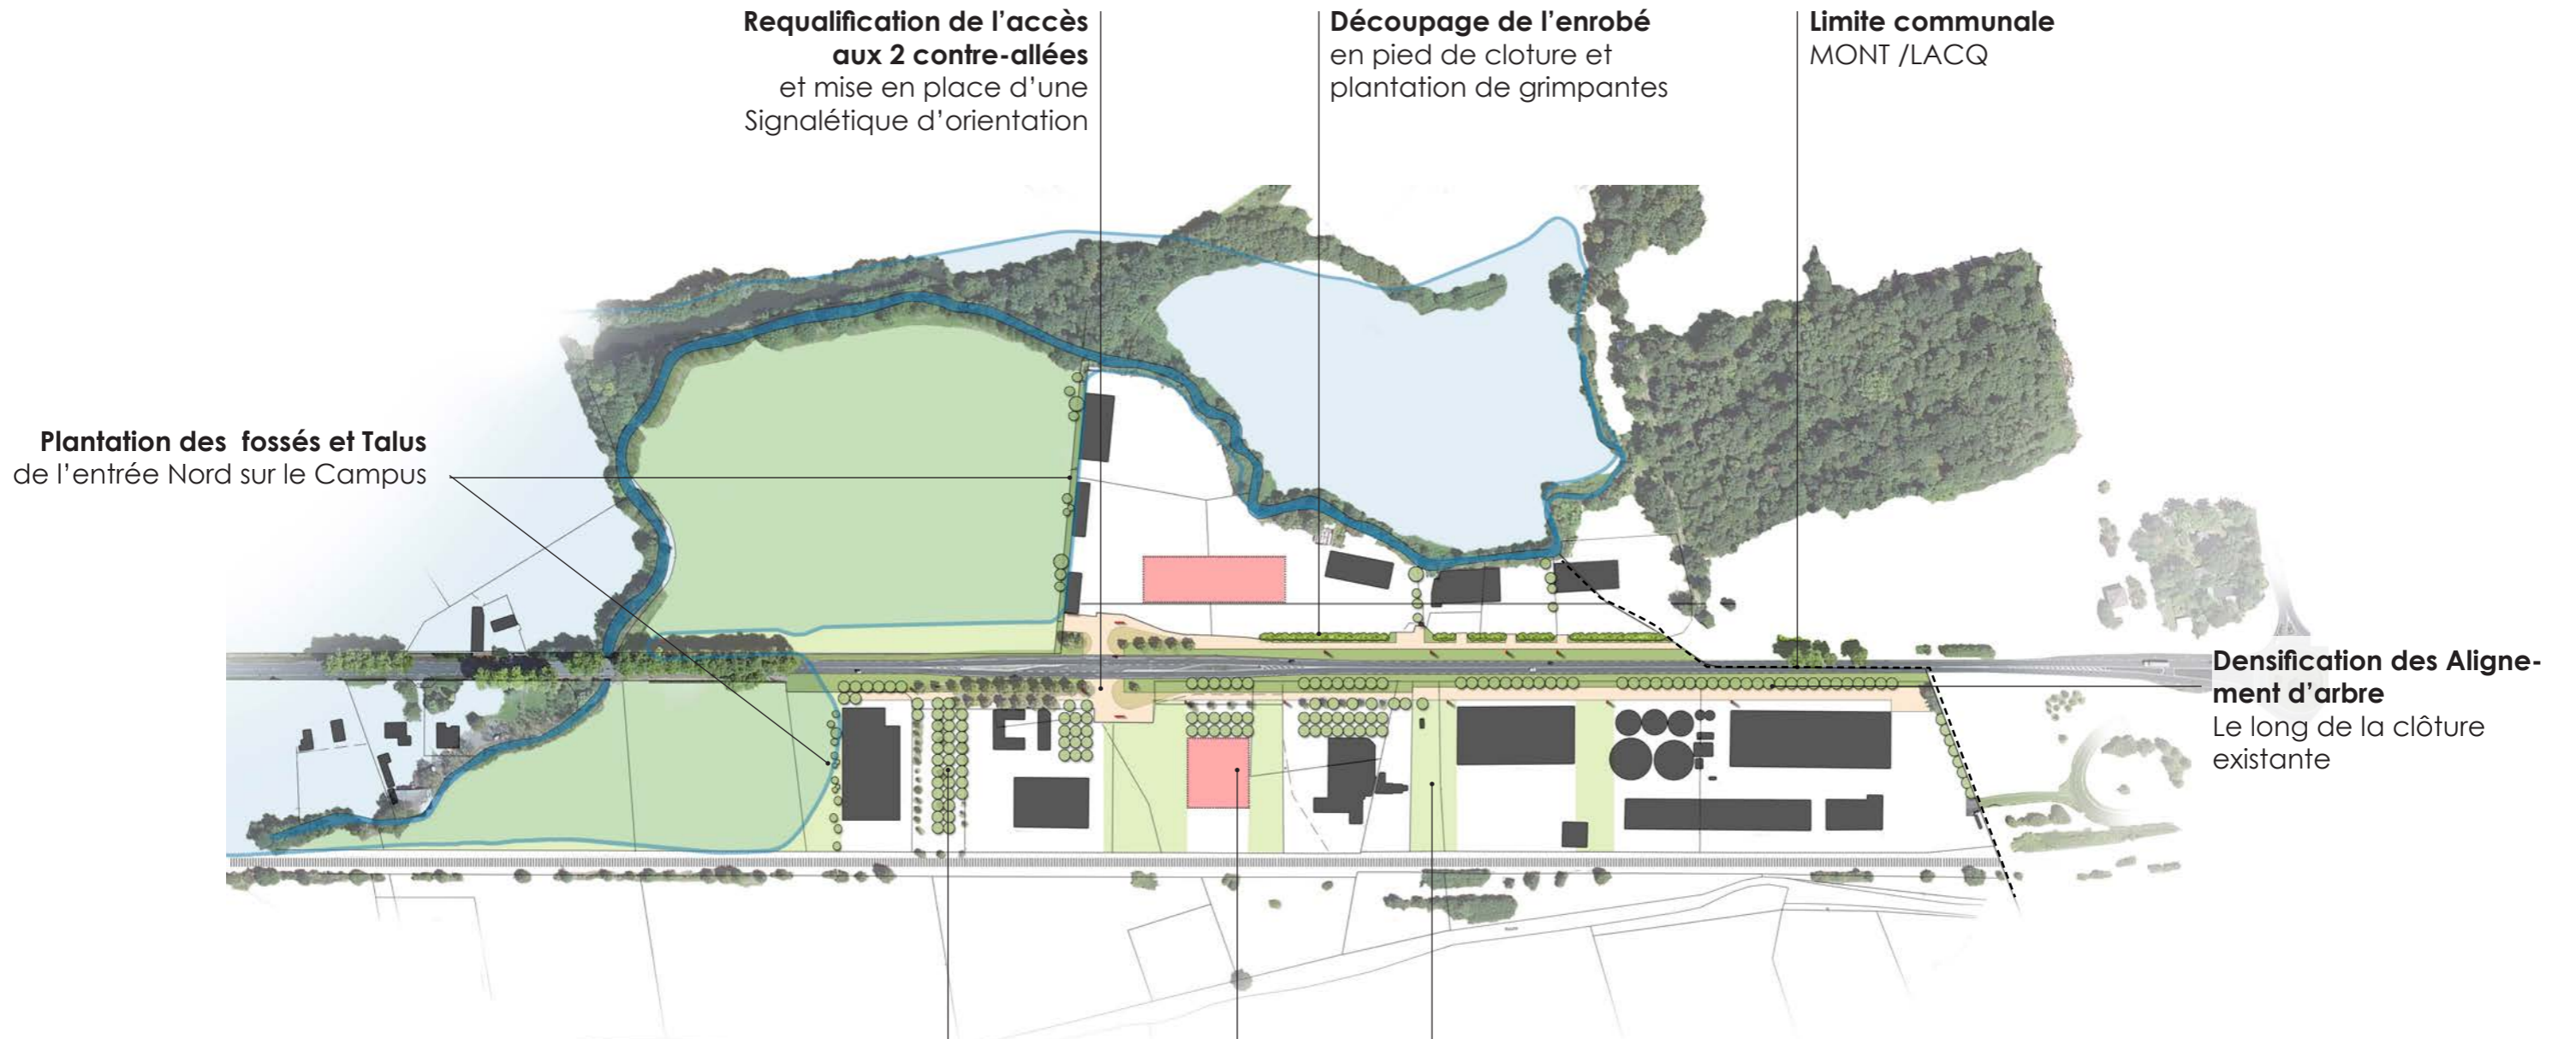 Requalification de l'accès
aux 2 contre-allées
et mise en place d'une
Signalétique d'orientation
Découpage de l'enrobé
en pied de cloture et
plantation de grimpantes
Limite communale
MONT /LACQ
Plantation des  fossés et Talus
de l'entrée Nord sur le Campus
Densification des Aligne-
ment d'arbre
Le long de la clôture
existante